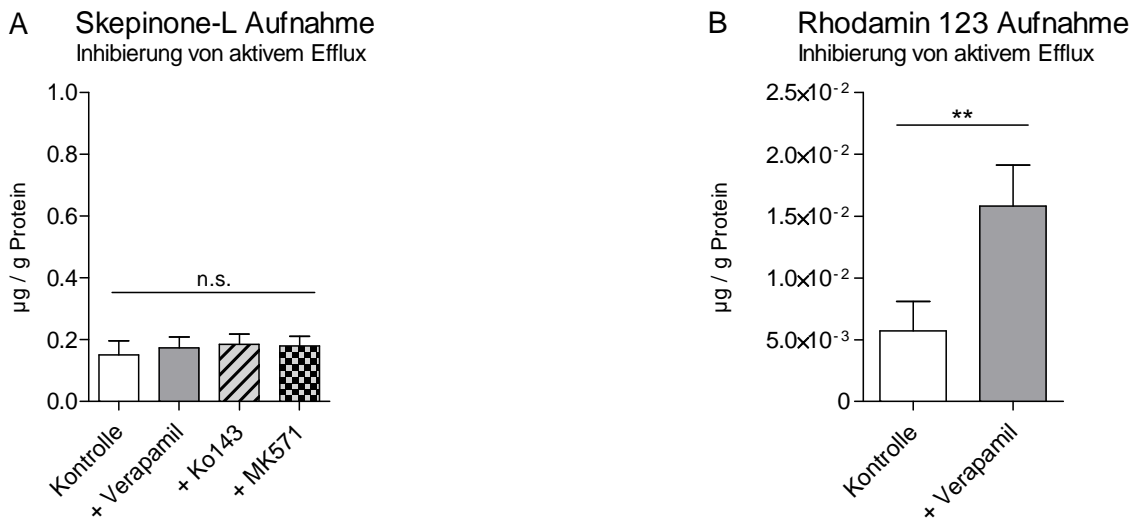 A Skepinone-L Aufnahme
Inhibierung von aktivem Efflux
µg / g Protein
1.0
0.8
0.6
0.4
0.2
0.0
n.s.
Kontrolle
+ Verapamil
+ Ko143
+ MK571
B Rhodamin 123 Aufnahme
Inhibierung von aktivem Efflux
µg / g Protein
2.5×10⁻²
2.0×10⁻²
1.5×10⁻²
1.0×10⁻²
5.0×10⁻³
0
**
Kontrolle
+ Verapamil